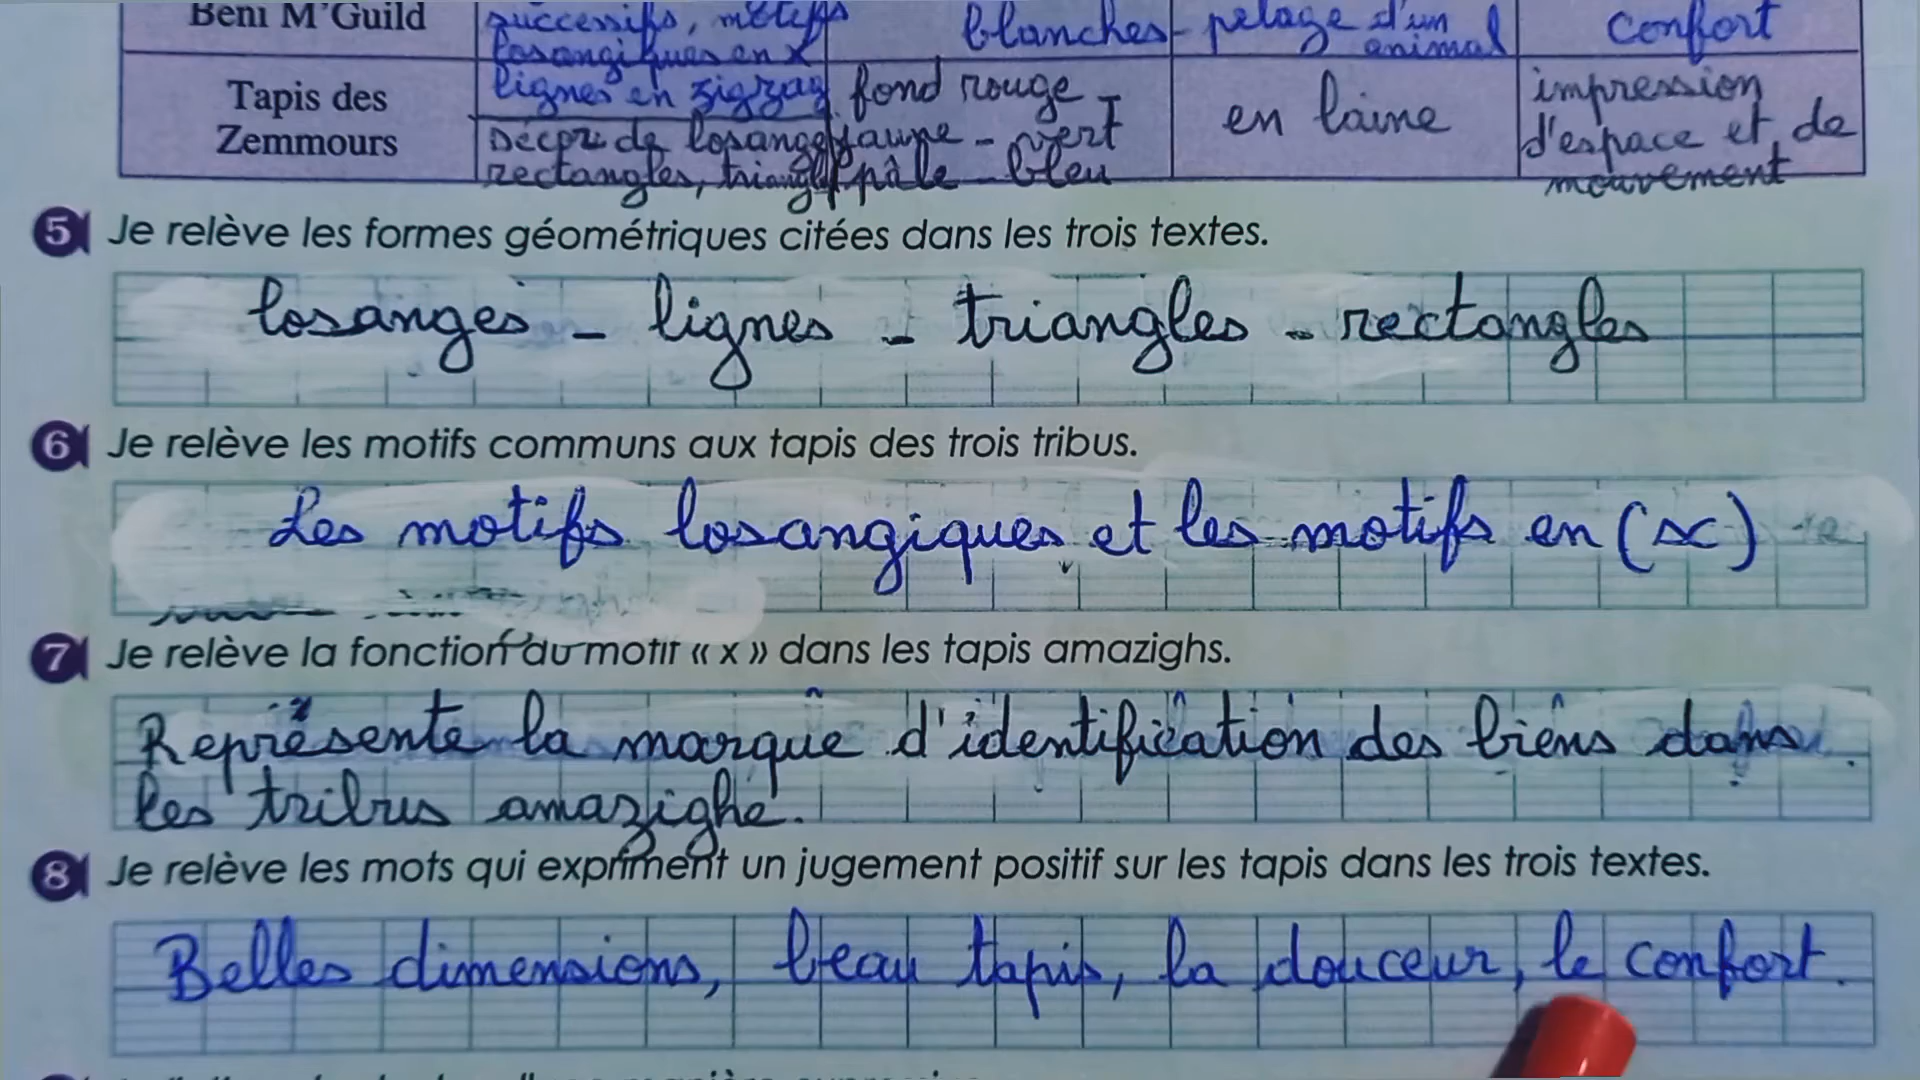 Beni M'Guild
successifs, motifs
losangiques en x
blanches
- pelage d'un
animal
confort
Tapis des
Zemmours
lignes en zigzag
Décor de losanges
rectangles, triangles
fond rouge -
jaune - vert
pâle - bleu
en laine
impression
d'espace et de
mouvement
5 Je relève les formes géométriques citées dans les trois textes.
losanges - lignes - triangles - rectangles
6 Je relève les motifs communs aux tapis des trois tribus.
Les motifs losangiques et les motifs en (x)
7 Je relève la fonction du motif « x » dans les tapis amazighs.
Représente la marque d'identification des biens dans
les tribus amazighe.
8 Je relève les mots qui expriment un jugement positif sur les tapis dans les trois textes.
Belles dimensions, beau tapis, la douceur, le confort.